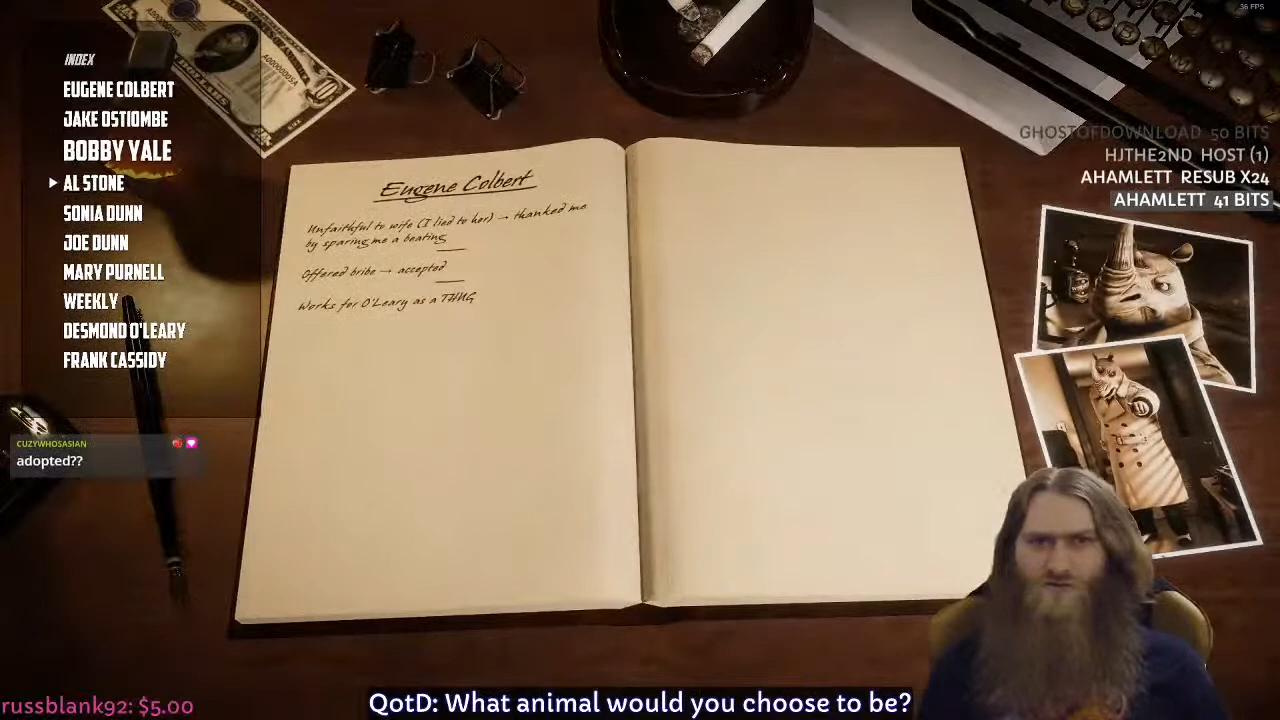 36 FPS
INDEX
EUGENE COLBERT
JAKE OSTIOMBE
BOBBY YALE
AL STONE
SONIA DUNN
JOE DUNN
MARY PURNELL
WEEKLY
DESMOND O'LEARY
FRANK CASSIDY
Eugene Colbert
Unfaithful to wife (I lied to her) → thanked me
by sparing me a beating
Offered bribe → accepted
Works for O'Leary as a THUG
GHOSTOFDOWNLOAD 50 BITS
HJTHE2ND HOST (1)
AHAMLETT RESUB X24
AHAMLETT 41 BITS
CUZYWHOSASIAN
adopted??
russblank92: $5.00
QotD: What animal would you choose to be?